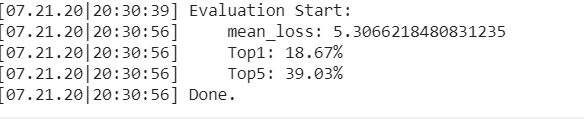 [07.21.20|20:30:39] Evaluation Start:
[07.21.20|20:30:56]     mean_loss: 5.3066218480831235
[07.21.20|20:30:56]     Top1: 18.67%
[07.21.20|20:30:56]     Top5: 39.03%
[07.21.20|20:30:56] Done.